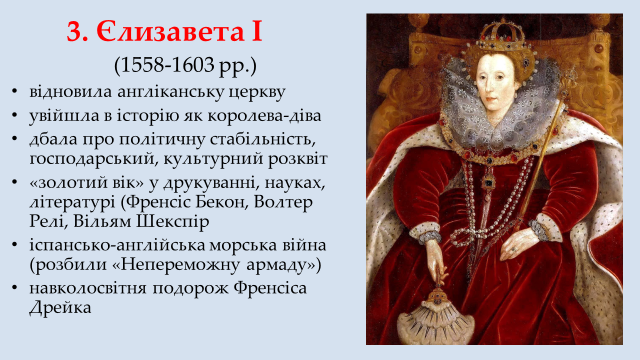 3. Єлизавета І
(1558-1603 рр.)
• відновила англіканську церкву
• увійшла в історію як королева-діва
• дбала про політичну стабільність,
господарський, культурний розквіт
• «золотий вік» у друкуванні, науках,
літературі (Френсіс Бекон, Волтер
Релі, Вільям Шекспір
• іспансько-англійська морська війна
(розбили «Непереможну армаду»)
• навколосвітня подорож Френсіса
Дрейка